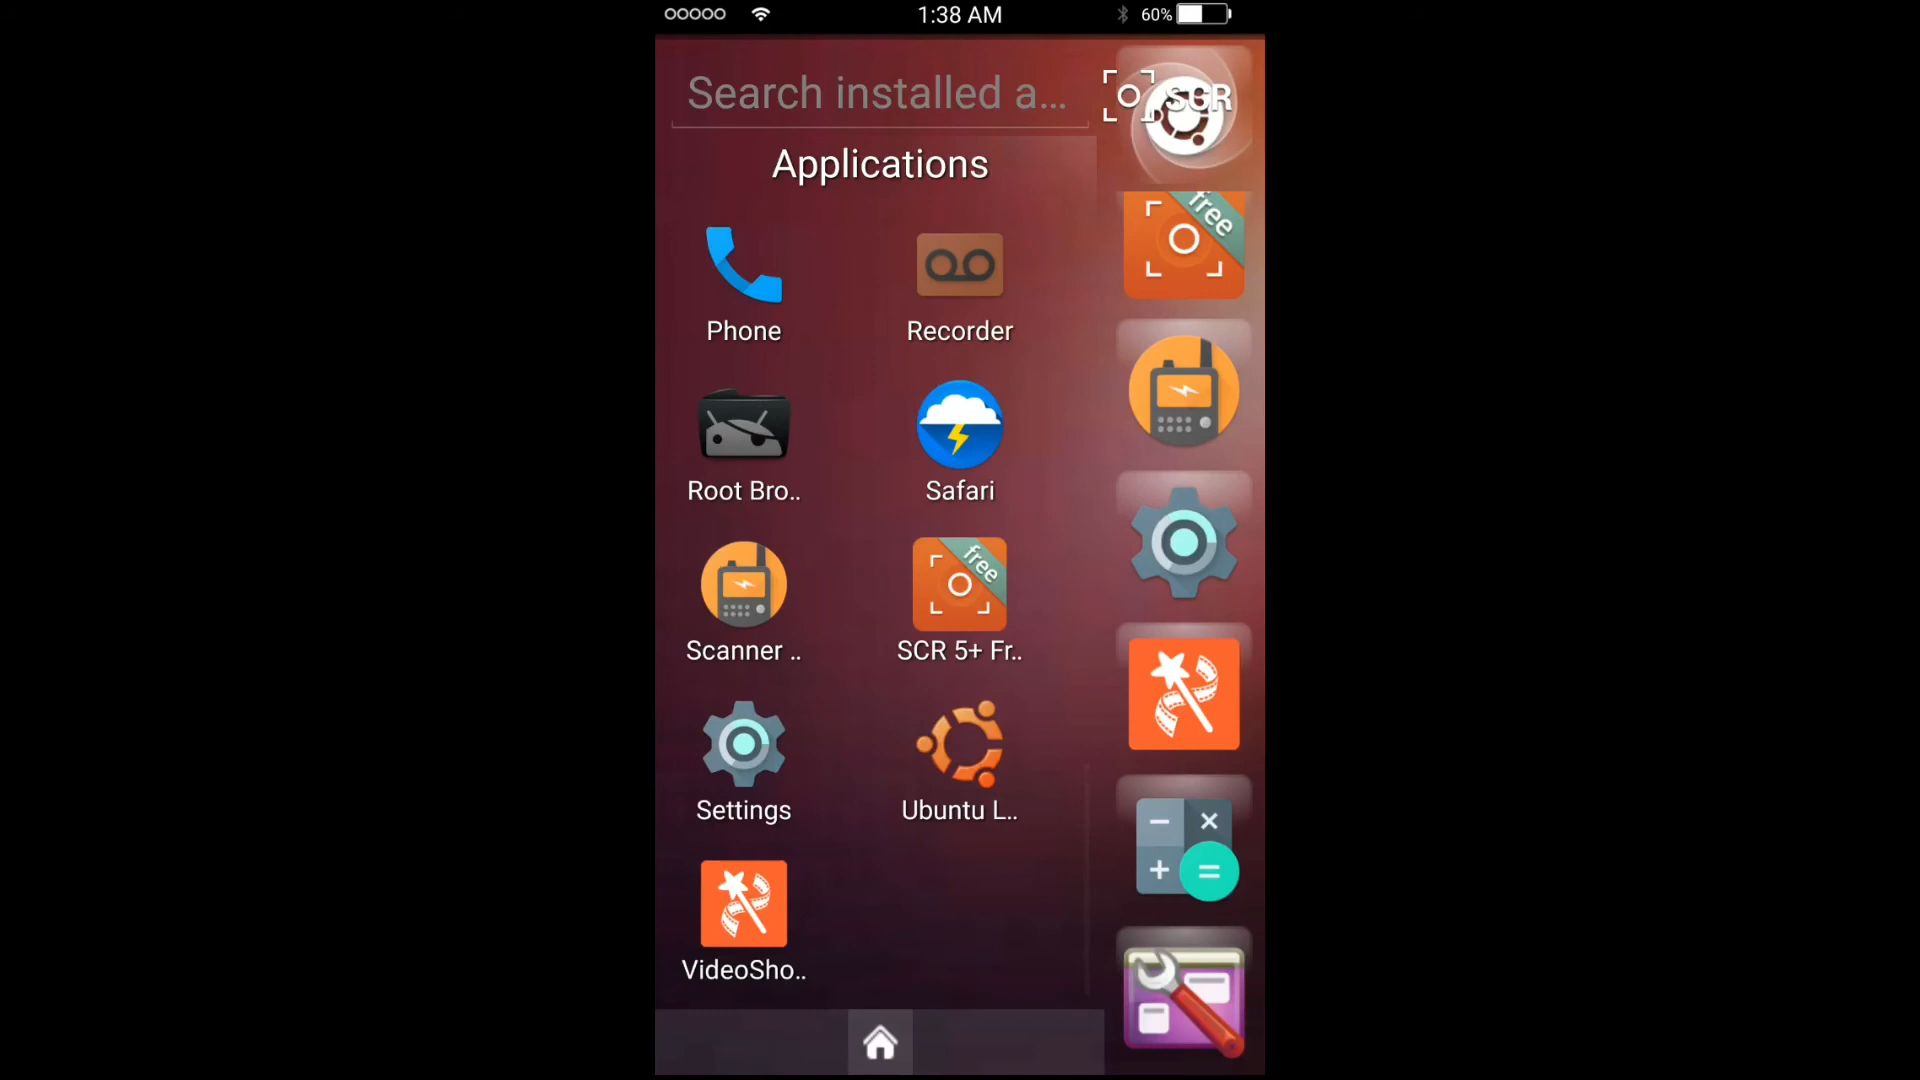 1:38 AM
60%
Search installed a...
SCR
Applications
free
Phone
Recorder
Root Bro..
Safari
free
Scanner ..
SCR 5+ Fr..
Settings
Ubuntu L..
VideoSho..